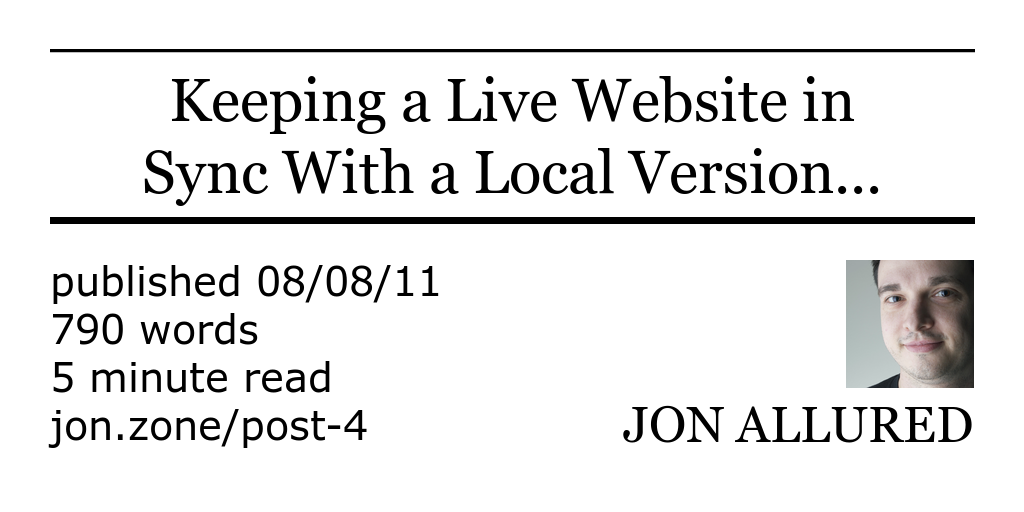 Keeping a Live Website in
Sync With a Local Version...
published 08/08/11
790 words
5 minute read
jon.zone/post-4
JON ALLURED